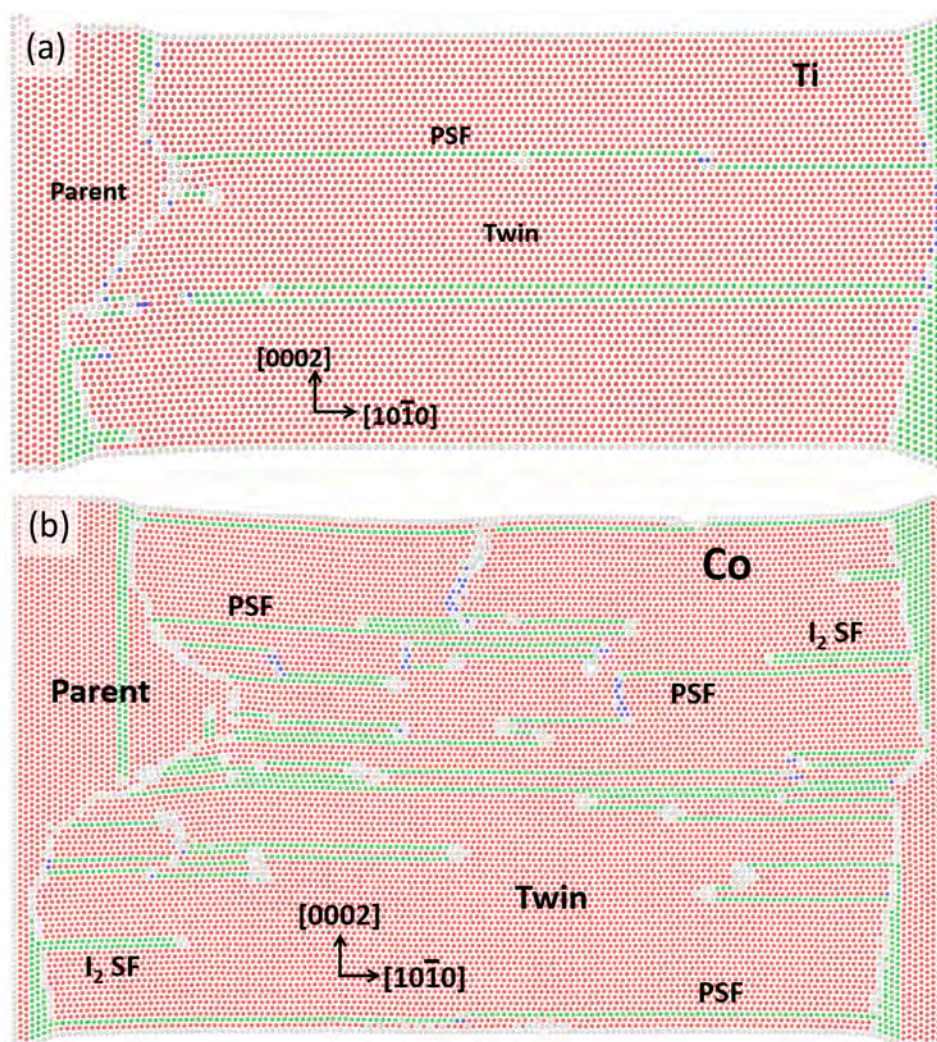 (a)
Ti
PSF
Parent
Twin
[0002]
[101̅0]
(b)
Co
PSF
I₂ SF
Parent
PSF
Twin
[0002]
[101̅0]
I₂ SF
PSF